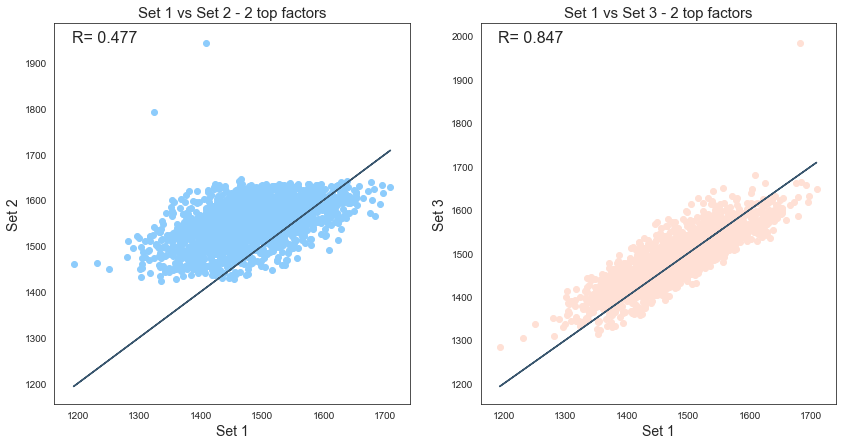 Set 1 vs Set 2 - 2 top factors
R= 0.477
1900
1800
1700
1600
1500
1400
1300
1200
Set 2
1200 1300 1400 1500 1600 1700
Set 1
Set 1 vs Set 3 - 2 top factors
R= 0.847
2000
1900
1800
1700
1600
1500
1400
1300
1200
Set 3
1200 1300 1400 1500 1600 1700
Set 1